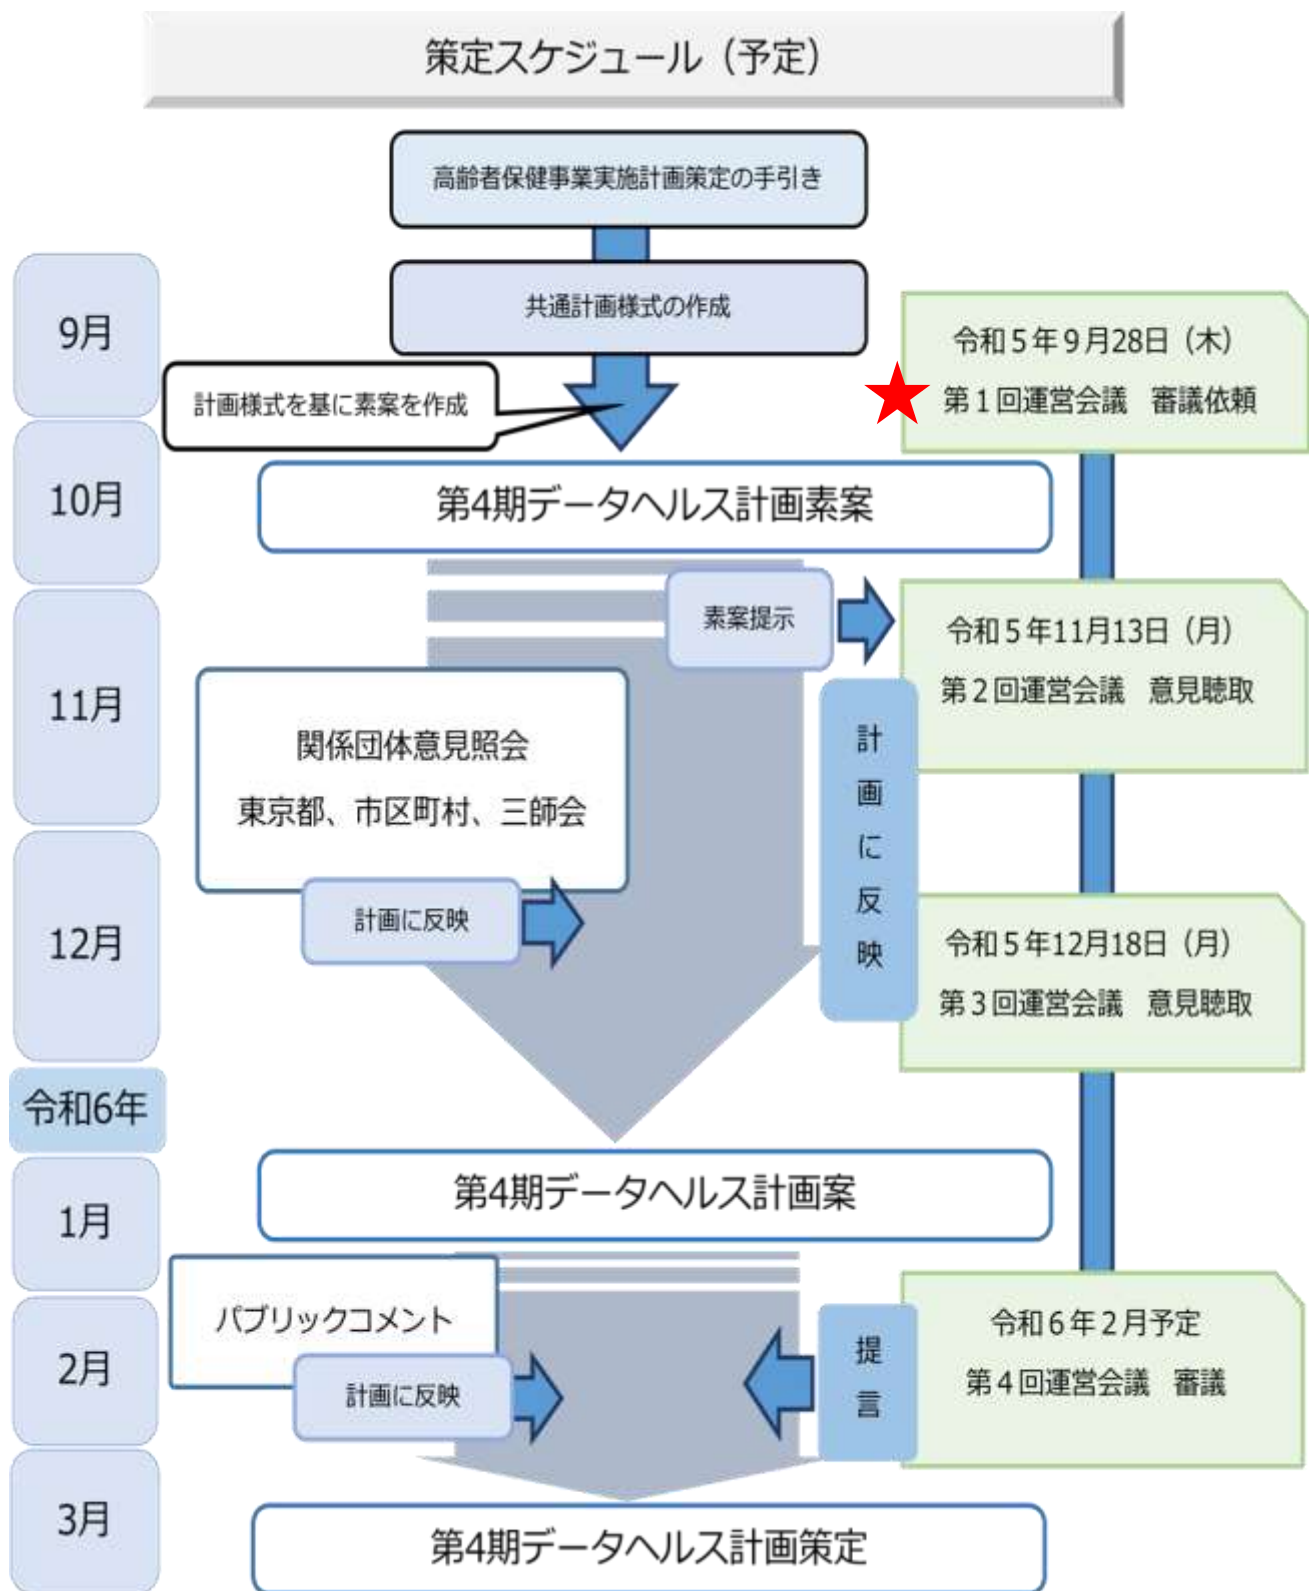 策定スケジュール（予定）
高齢者保健事業実施計画策定の手引き
9月
共通計画様式の作成
計画様式を基に素案を作成
令和５年９月28日（木）
第１回運営会議　審議依頼
10月
第4期データヘルス計画素案
素案提示
令和５年11月13日（月）
第２回運営会議　意見聴取
11月
関係団体意見照会
東京都、市区町村、三師会
計画に反映
計画に反映
12月
令和５年12月18日（月）
第３回運営会議　意見聴取
令和6年
1月
第4期データヘルス計画案
パブリックコメント
計画に反映
提言
令和６年２月予定
第４回運営会議　審議
2月
3月
第4期データヘルス計画策定